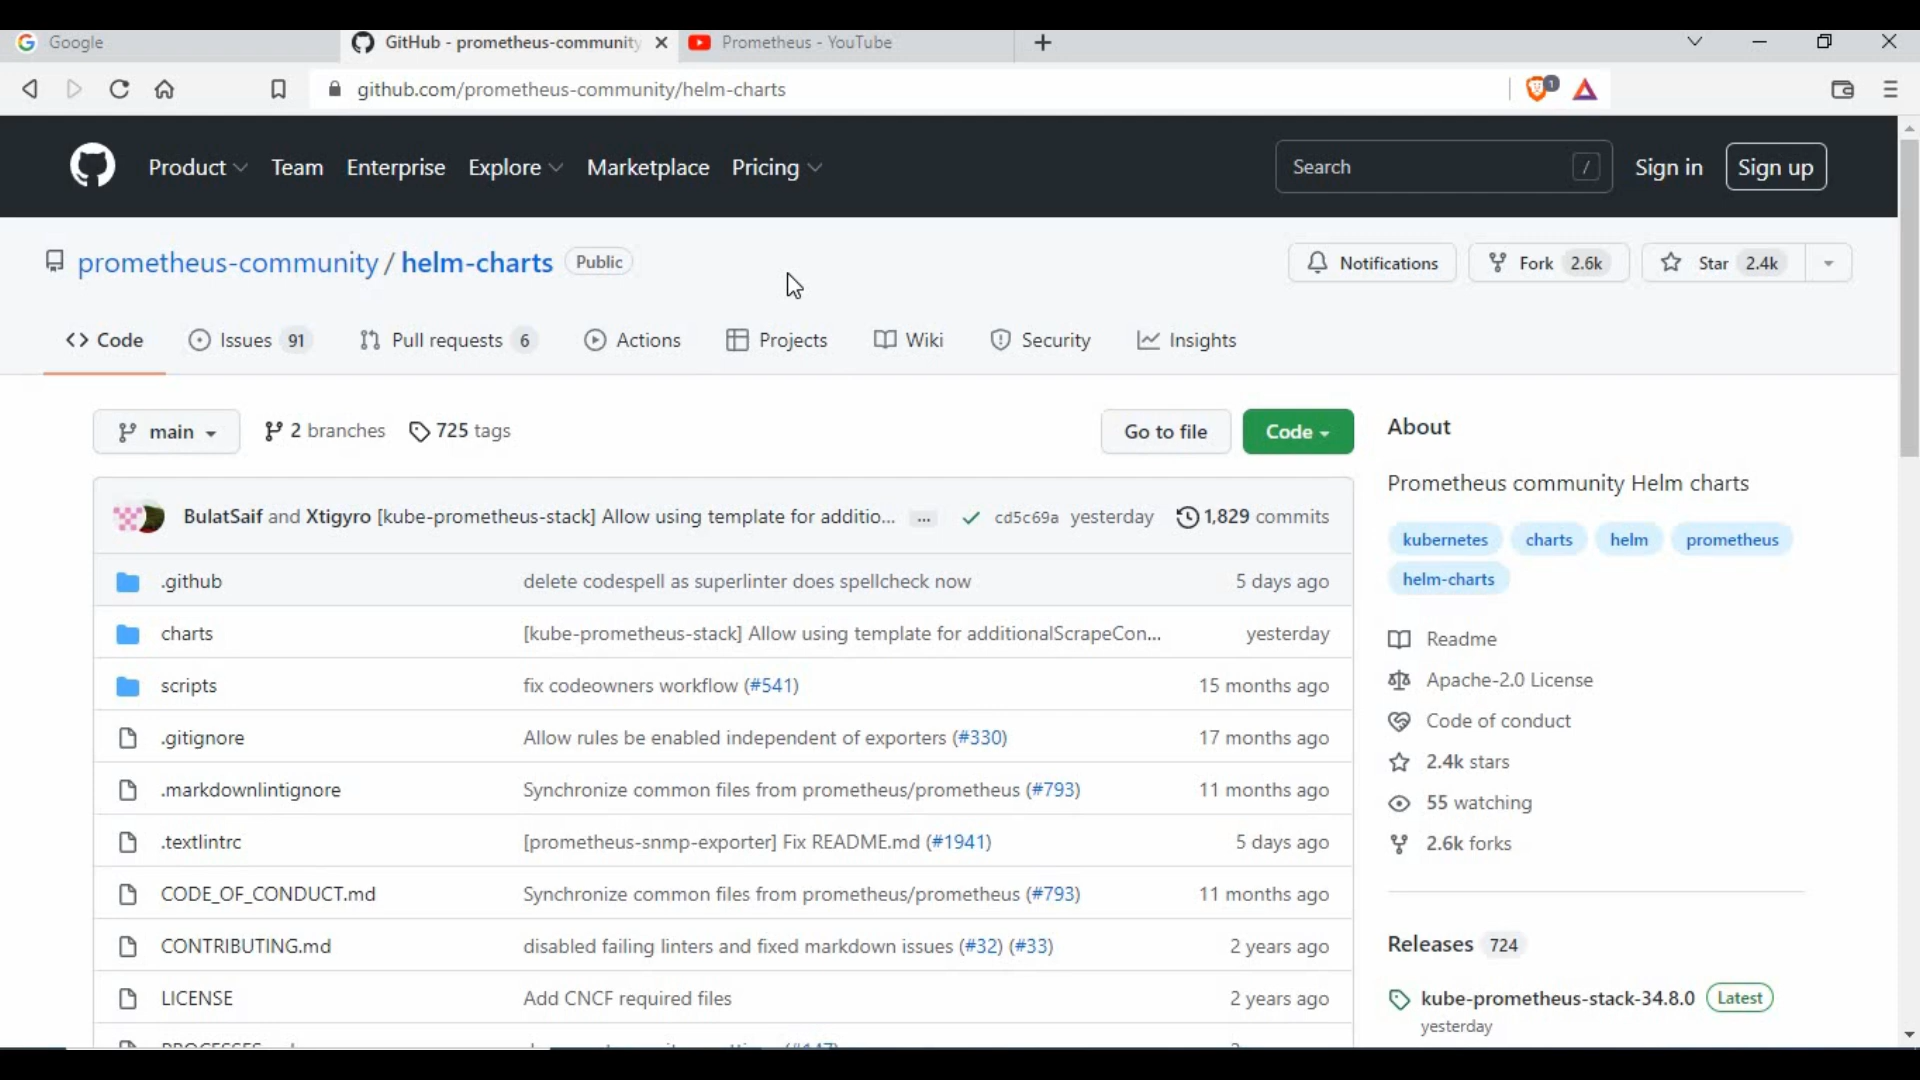 Google
GitHub - prometheus-community
Prometheus - YouTube
github.com/prometheus-community/helm-charts
1
Product
Team
Enterprise
Explore
Marketplace
Pricing
Search
/
Sign in
Sign up
prometheus-community / helm-charts
Public
Notifications
Fork 2.6k
Star 2.4k
Code
Issues 91
Pull requests 6
Actions
Projects
Wiki
Security
Insights
main
2 branches
725 tags
Go to file
Code
BulatSaif and Xtigyro [kube-prometheus-stack] Allow using template for additio... ... cd5c69a yesterday 1,829 commits
.github delete codespell as superlinter does spellcheck now 5 days ago
charts [kube-prometheus-stack] Allow using template for additionalScrapeCon... yesterday
scripts fix codeowners workflow (#541) 15 months ago
.gitignore Allow rules be enabled independent of exporters (#330) 17 months ago
.markdownlintignore Synchronize common files from prometheus/prometheus (#793) 11 months ago
.textlintrc [prometheus-snmp-exporter] Fix README.md (#1941) 5 days ago
CODE_OF_CONDUCT.md Synchronize common files from prometheus/prometheus (#793) 11 months ago
CONTRIBUTING.md disabled failing linters and fixed markdown issues (#32) (#33) 2 years ago
LICENSE Add CNCF required files 2 years ago
About
Prometheus community Helm charts
kubernetes charts helm prometheus
helm-charts
Readme
Apache-2.0 License
Code of conduct
2.4k stars
55 watching
2.6k forks
Releases 724
kube-prometheus-stack-34.8.0 Latest
yesterday